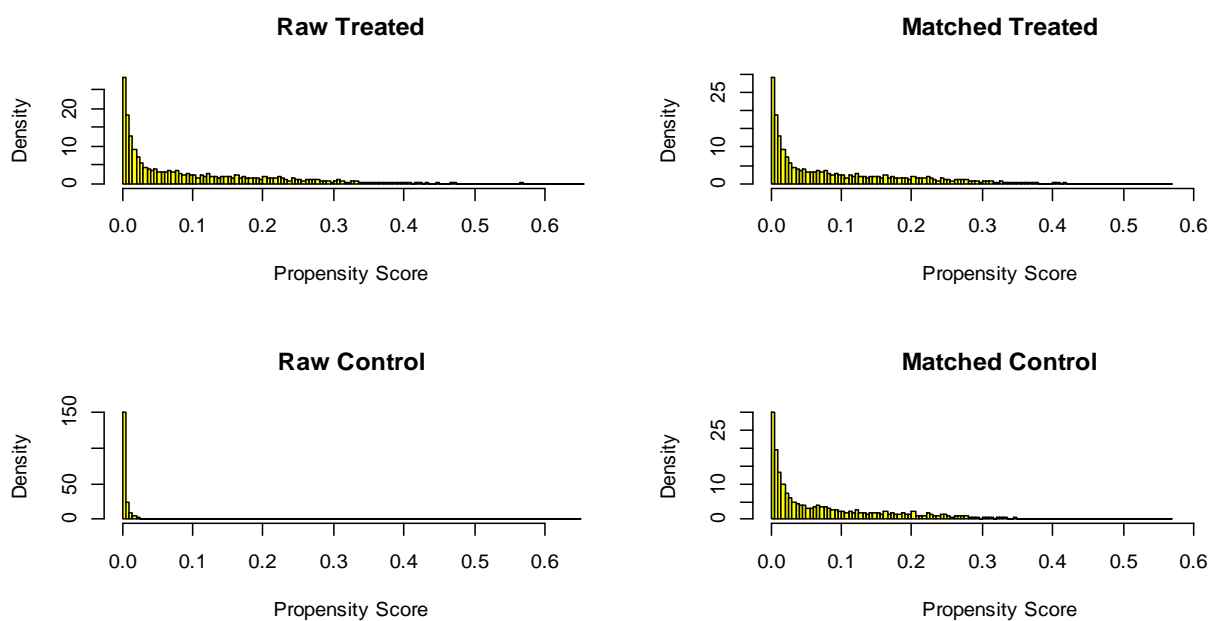 Raw Treated
Density
0 10 20
0.0 0.1 0.2 0.3 0.4 0.5 0.6
Propensity Score
Matched Treated
Density
0 10 25
0.0 0.1 0.2 0.3 0.4 0.5 0.6
Propensity Score
Raw Control
Density
0 50 150
0.0 0.1 0.2 0.3 0.4 0.5 0.6
Propensity Score
Matched Control
Density
0 10 25
0.0 0.1 0.2 0.3 0.4 0.5 0.6
Propensity Score